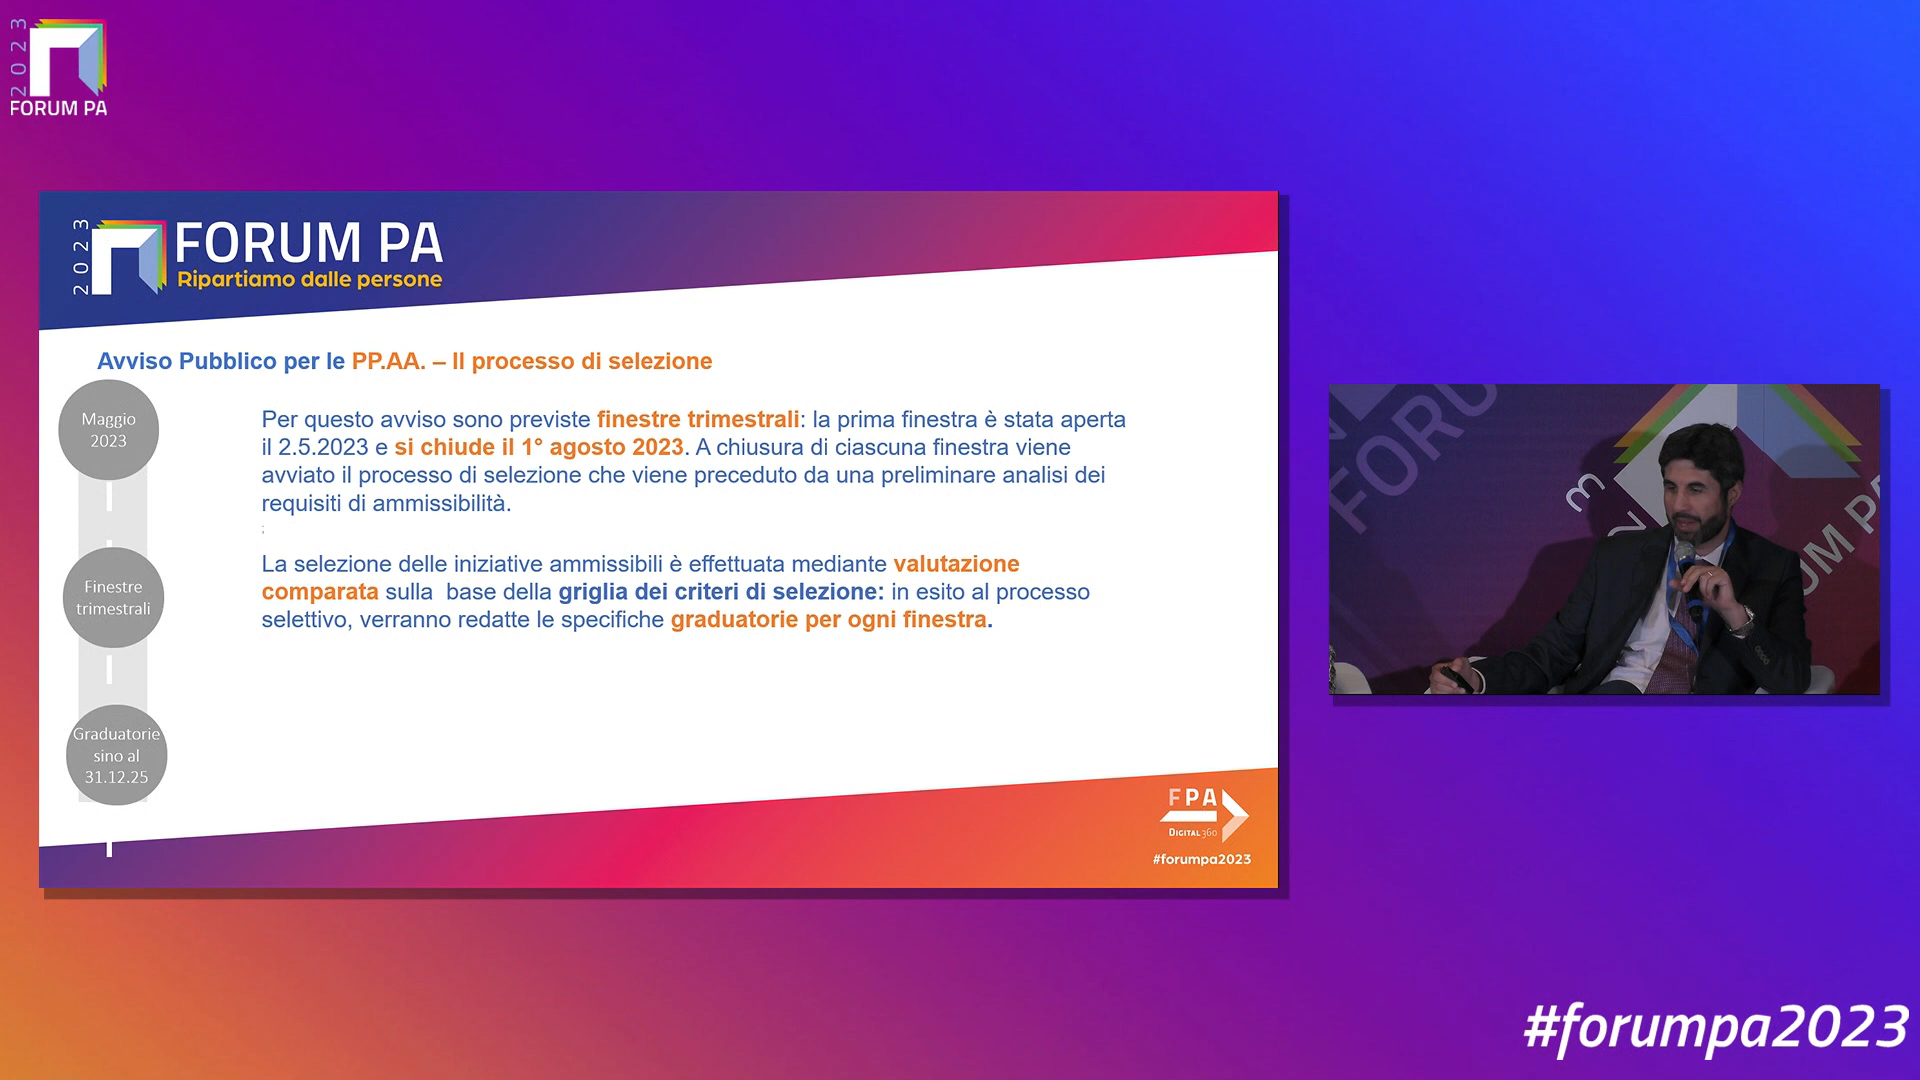 2023
FORUM PA
2023
FORUM PA
Ripartiamo dalle persone
Avviso Pubblico per le PP.AA. – Il processo di selezione
Maggio
2023
Per questo avviso sono previste finestre trimestrali: la prima finestra è stata aperta
il 2.5.2023 e si chiude il 1° agosto 2023. A chiusura di ciascuna finestra viene
avviato il processo di selezione che viene preceduto da una preliminare analisi dei
requisiti di ammissibilità.
;
Finestre
trimestrali
La selezione delle iniziative ammissibili è effettuata mediante valutazione
comparata sulla  base della griglia dei criteri di selezione: in esito al processo
selettivo, verranno redatte le specifiche graduatorie per ogni finestra.
Graduatorie
sino al
31.12.25
FPA
DIGITAL360
#forumpa2023
FORU
23
UM PA
#forumpa2023